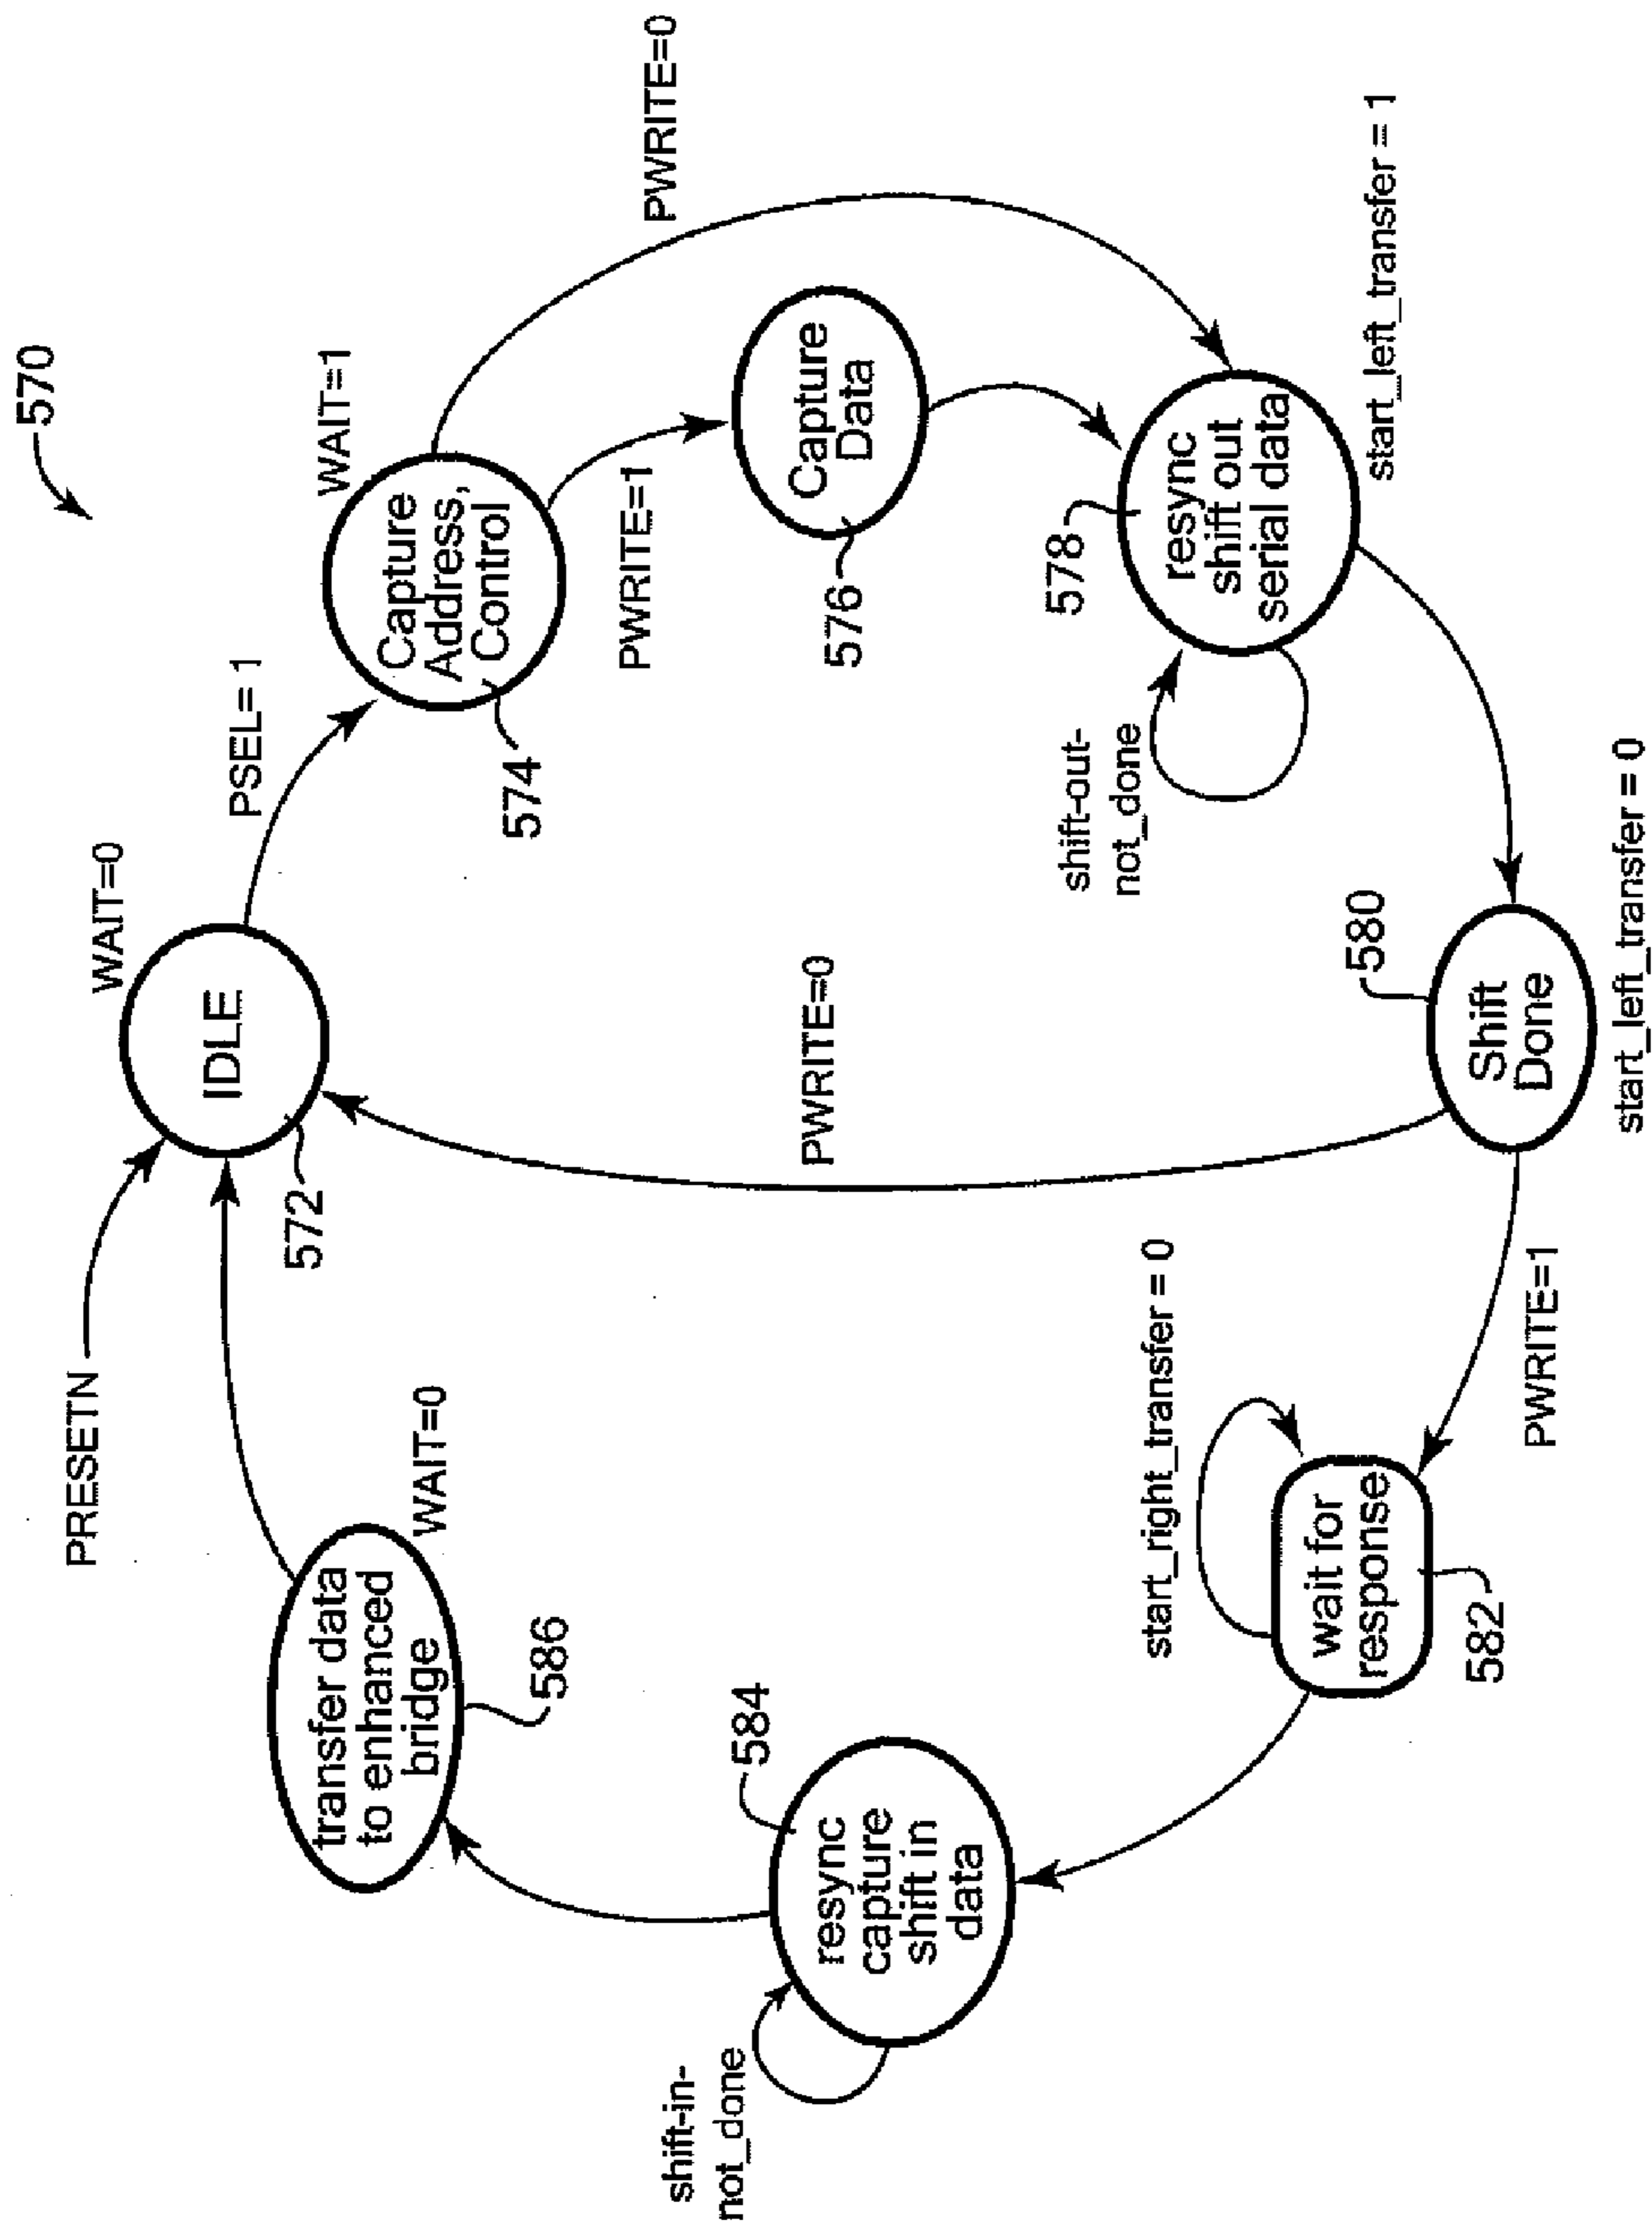 570
PRESETN
IDLE
WAIT=0
572
PSEL=1
Capture
Address,
Control
WAIT=1
574
PWRITE=0
PWRITE=1
Capture
Data
576
resync
shift out
serial data
578
start_left_transfer = 1
shift-out-
not_done
Shift
Done
580
start_left_transfer = 0
PWRITE=0
PWRITE=1
wait for
response
582
start_right_transfer = 0
resync
capture
shift in
data
584
shift-in-
not_done
transfer data
to enhanced
bridge
WAIT=0
586